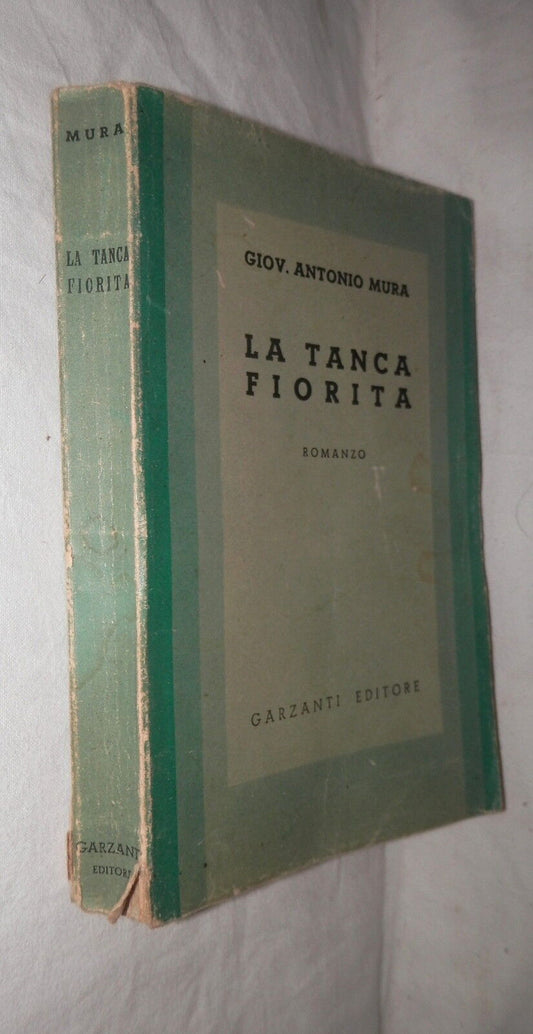 MURA
LA TANCA
FIORITA
GARZANTI
EDITORE
GIOV. ANTONIO MURA
LA TANCA
FIORITA
ROMANZO
GARZANTI EDITORE